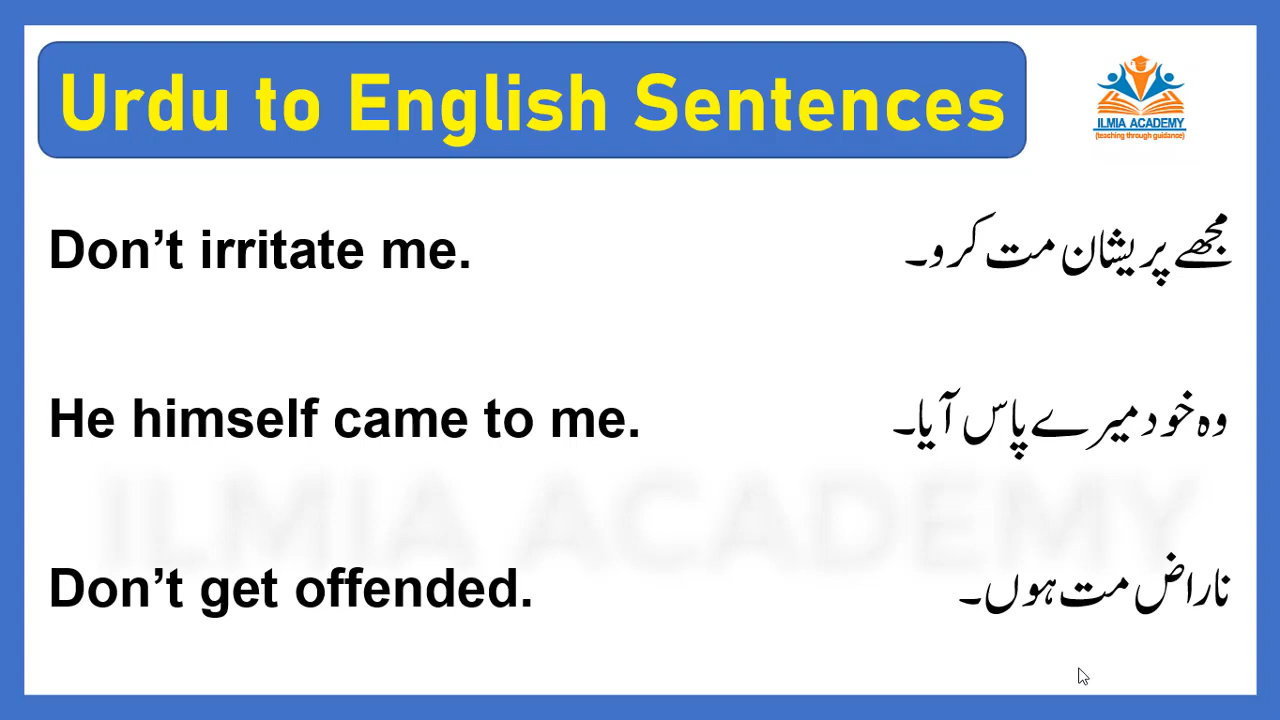 Urdu to English Sentences
ILMIA ACADEMY
(teaching through guidance)
Don’t irritate me.
مجھے پریشان مت کرو۔
He himself came to me.
وہ خود میرے پاس آیا۔
ILMIA ACADEMY
Don’t get offended.
ناراض مت ہوں۔